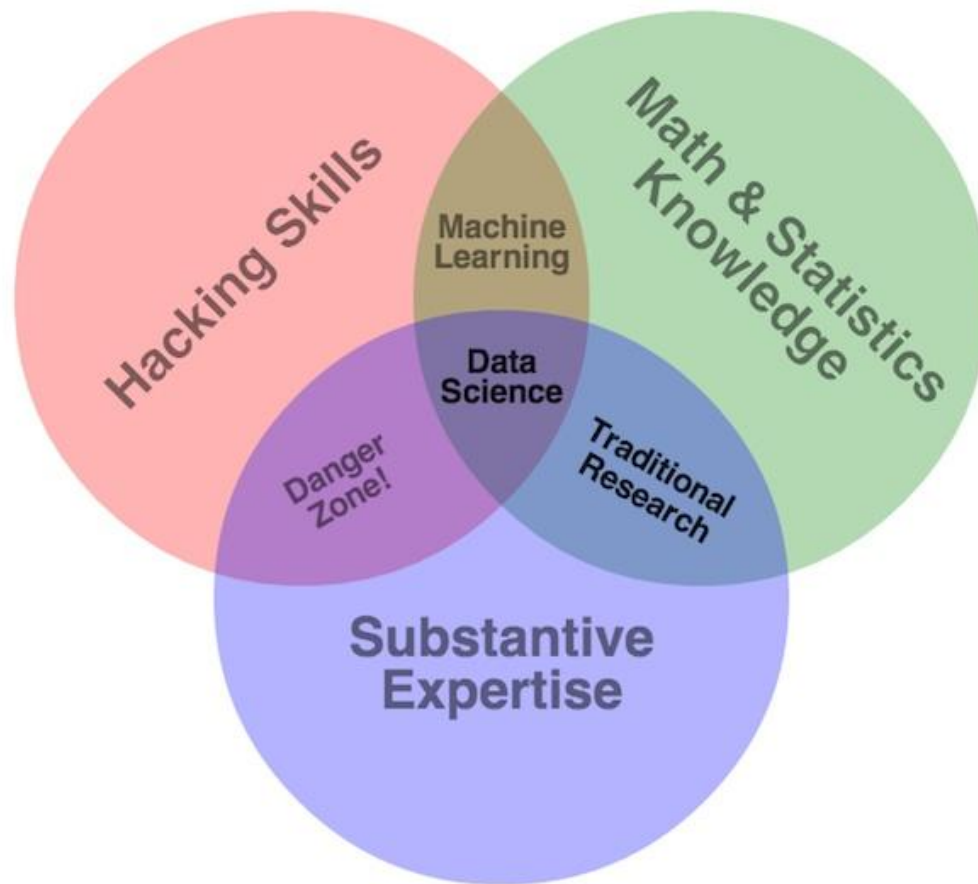 Hacking Skills
Math & Statistics
Knowledge
Machine
Learning
Data
Science
Danger
Zone!
Traditional
Research
Substantive
Expertise